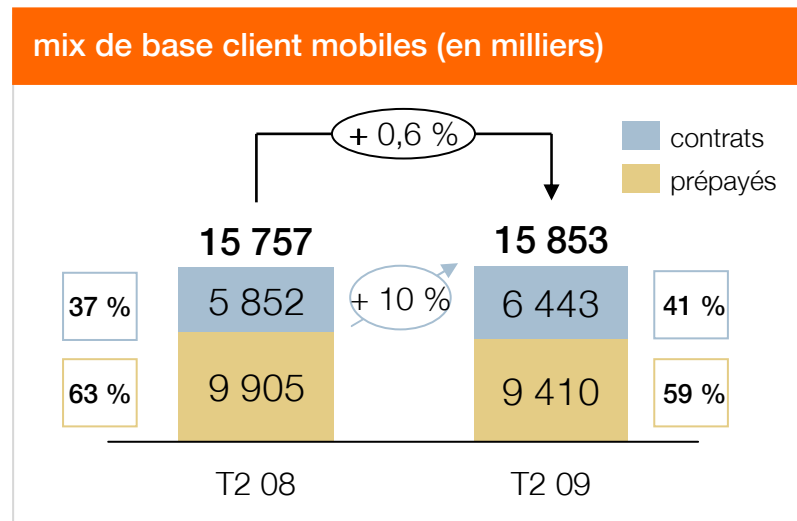 mix de base client mobiles (en milliers)
+ 0,6 %
contrats
prépayés
15 757
15 853
37 %
5 852
+ 10 %
6 443
41 %
63 %
9 905
9 410
59 %
T2 08
T2 09